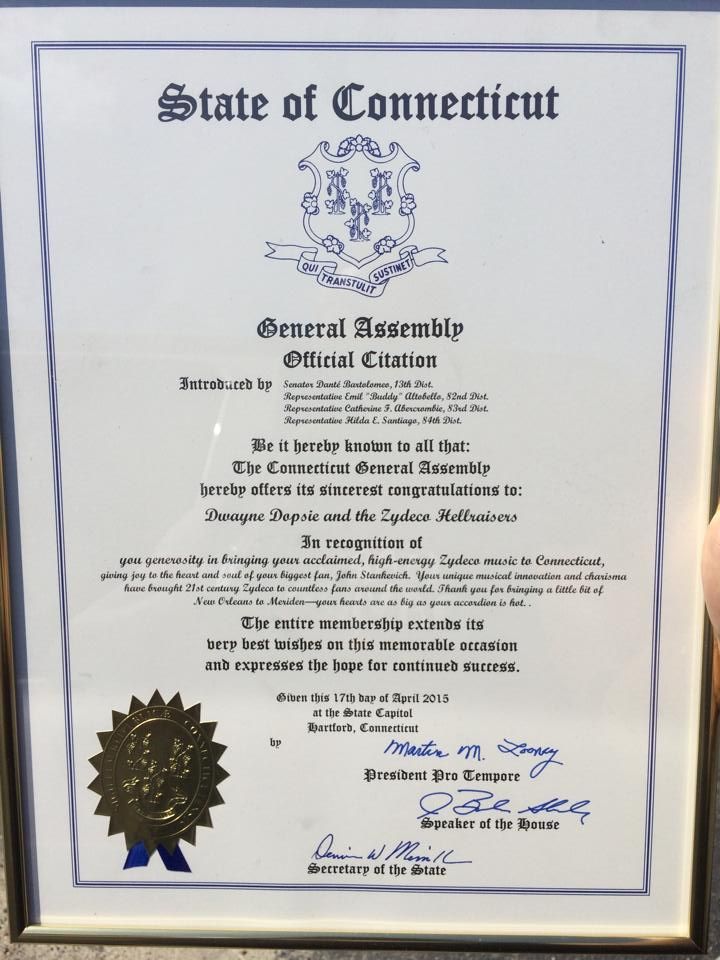 State of Connecticut
QUI TRANSTULIT SUSTINET
General Assembly
Official Citation
Introduced by
Senator Danté Bartolomeo, 13th Dist.
Representative Emil "Buddy" Altobello, 82nd Dist.
Representative Catherine F. Abercrombie, 83rd Dist.
Representative Hilda E. Santiago, 84th Dist.
Be it hereby known to all that:
The Connecticut General Assembly
hereby offers its sincerest congratulations to:
Dwayne Dopsie and the Zydeco Hellraisers
In recognition of
you generosity in bringing your acclaimed, high-energy Zydeco music to Connecticut,
giving joy to the heart and soul of your biggest fan, John Stankevich. Your unique musical innovation and charisma
have brought 21st century Zydeco to countless fans around the world. Thank you for bringing a little bit of
New Orleans to Meriden—your hearts are as big as your accordion is hot. .
The entire membership extends its
very best wishes on this memorable occasion
and expresses the hope for continued success.
Given this 17th day of April 2015
at the State Capitol
Hartford, Connecticut
by
Martin M. Looney
President Pro Tempore
Speaker of the House
Denise W Merrill
Secretary of the State